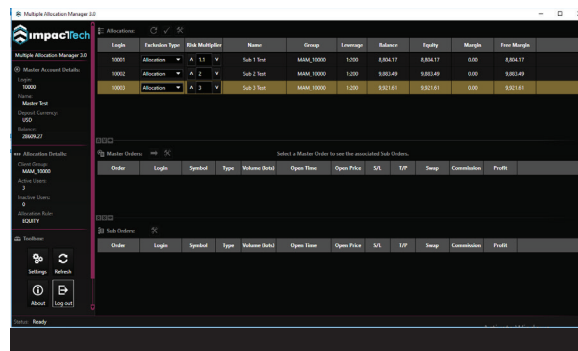 Multiple Allocation Manager 3.0
ımpacTech
Multiple Allocation Manager 3.0
Master Account Details:
Login:
10000
Name:
Master Test
Deposit Currency:
USD
Balance:
28609.27
Allocation Details:
Client Group:
MAM_10000
Active Users:
3
Inactive Users:
0
Allocation Rule:
EQUITY
Toolbar:
Settings Refresh
About Log out
Status: Ready
Allocations:
Login Exclusion Type Risk Multiplier Name Group Leverage Balance Equity Margin Free Margin
10001 Allocation 1.1 Sub 1 Test MAM_10000 1:200 8,804.17 8,804.17 0.00 8,804.17
10002 Allocation 2 Sub 2 Test MAM_10000 1:200 9,883.49 9,883.49 0.00 9,883.49
10003 Allocation 3 Sub 3 Test MAM_10000 1:200 9,921.61 9,921.61 0.00 9,921.61
Master Orders: Select a Master Order to see the associated Sub Orders.
Order Login Symbol Type Volume (lots) Open Time Open Price S/L T/P Swap Commission Profit
Sub Orders:
Order Login Symbol Type Volume (lots) Open Time Open Price S/L T/P Swap Commission Profit